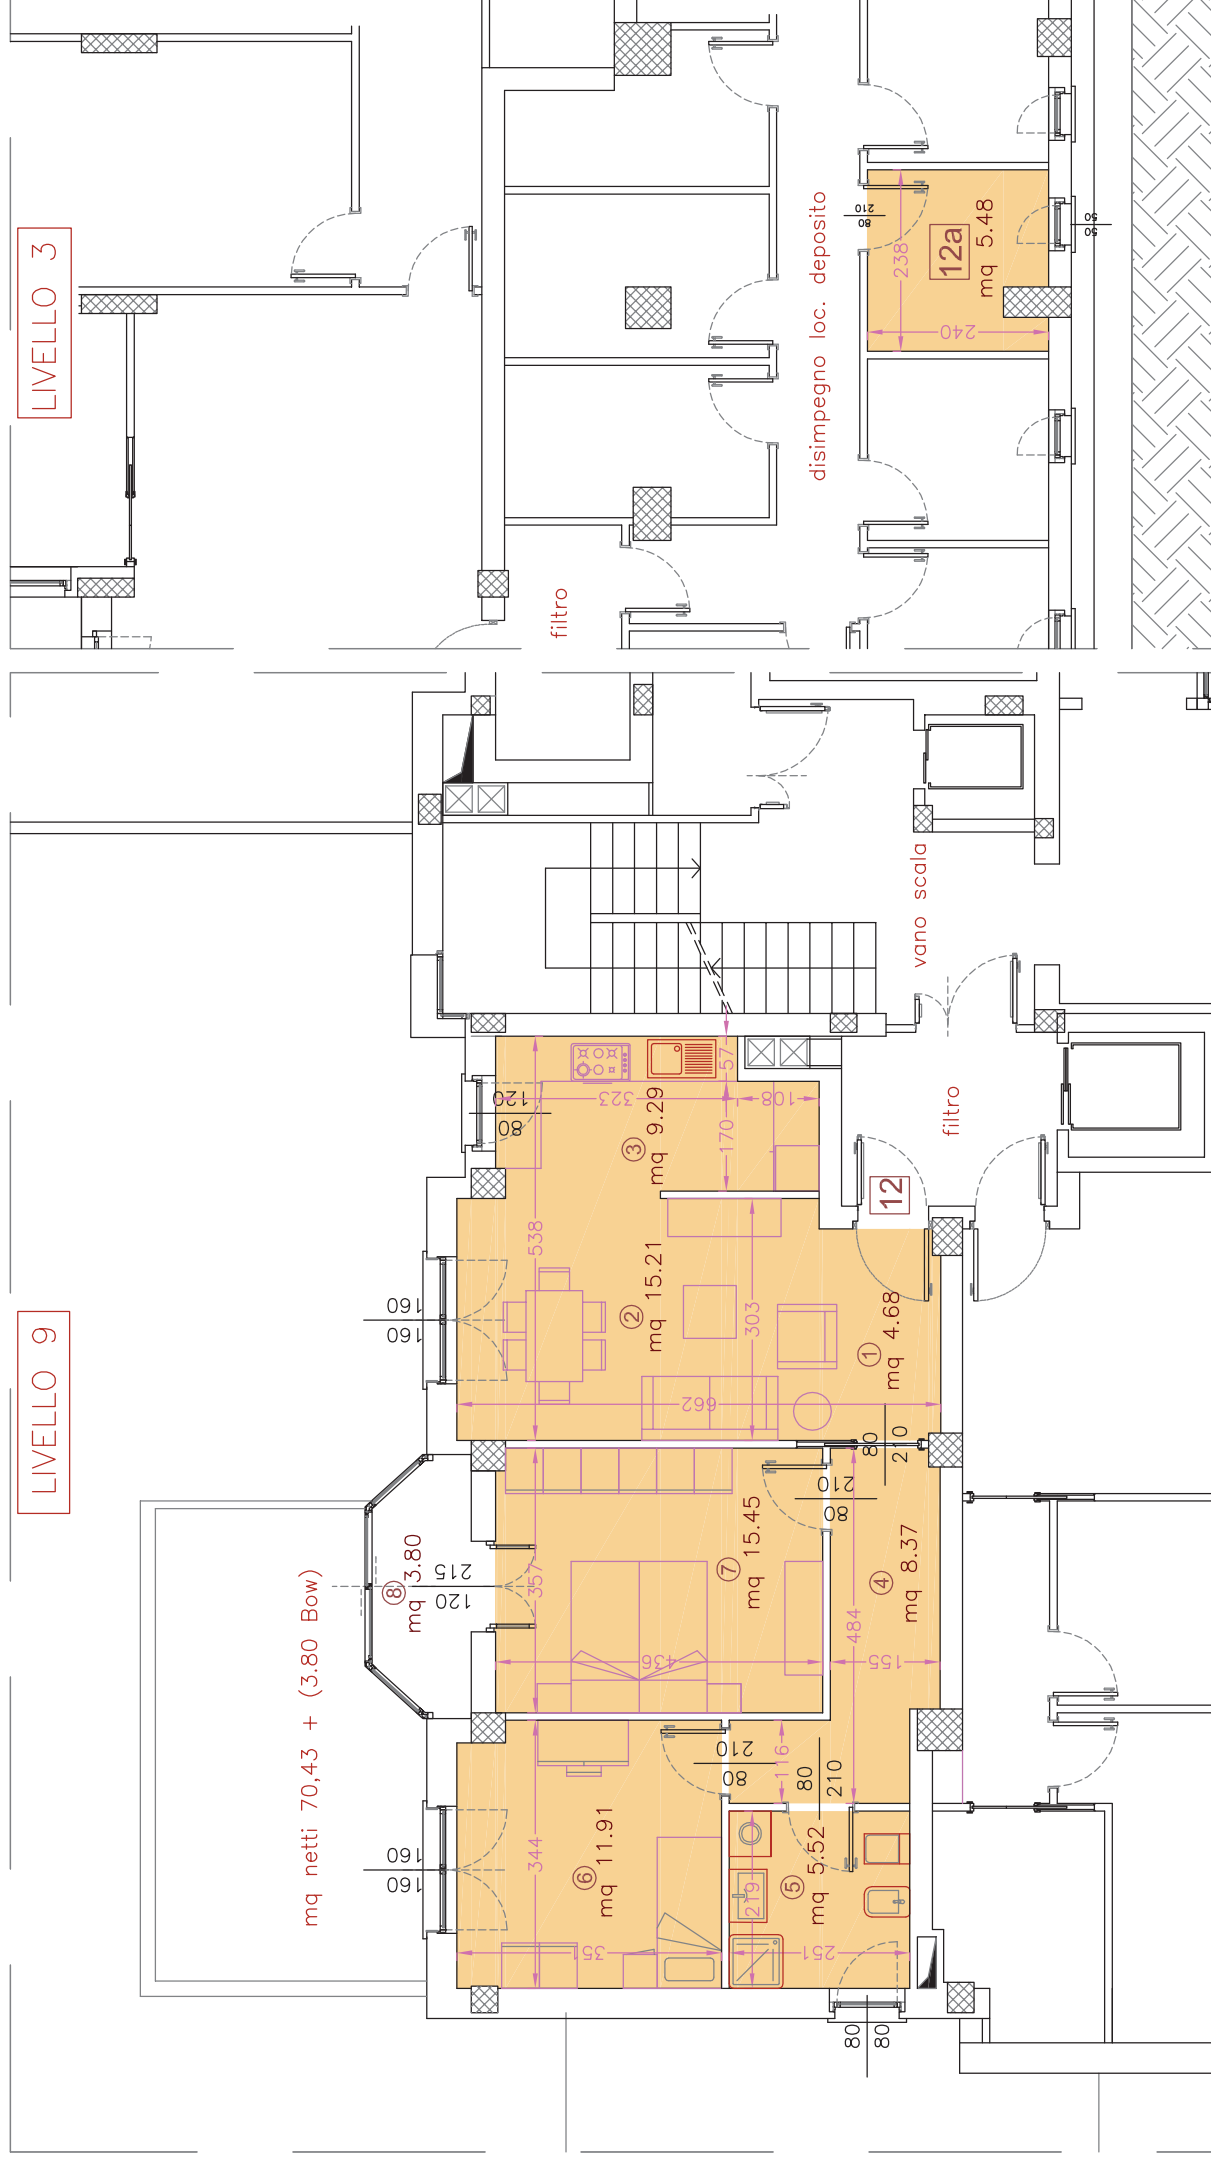 LIVELLO 3
disimpegno loc. deposito
80
210
238
12a
mq 5.48
240
50
50
filtro
LIVELLO 9
vano scala
filtro
12
57
120
80
323
108
170
3
mq 9.29
538
160
160
2
mq 15.21
303
662
1
mq 4.68
80
210
210
80
8
mq 3.80
215
120
357
7
mq 15.45
4
mq 8.37
436
484
155
mq netti 70,43 + (3.80 Bow)
210
80
116
80
210
160
160
344
6
mq 11.91
351
5
mq 5.52
219
251
80
80